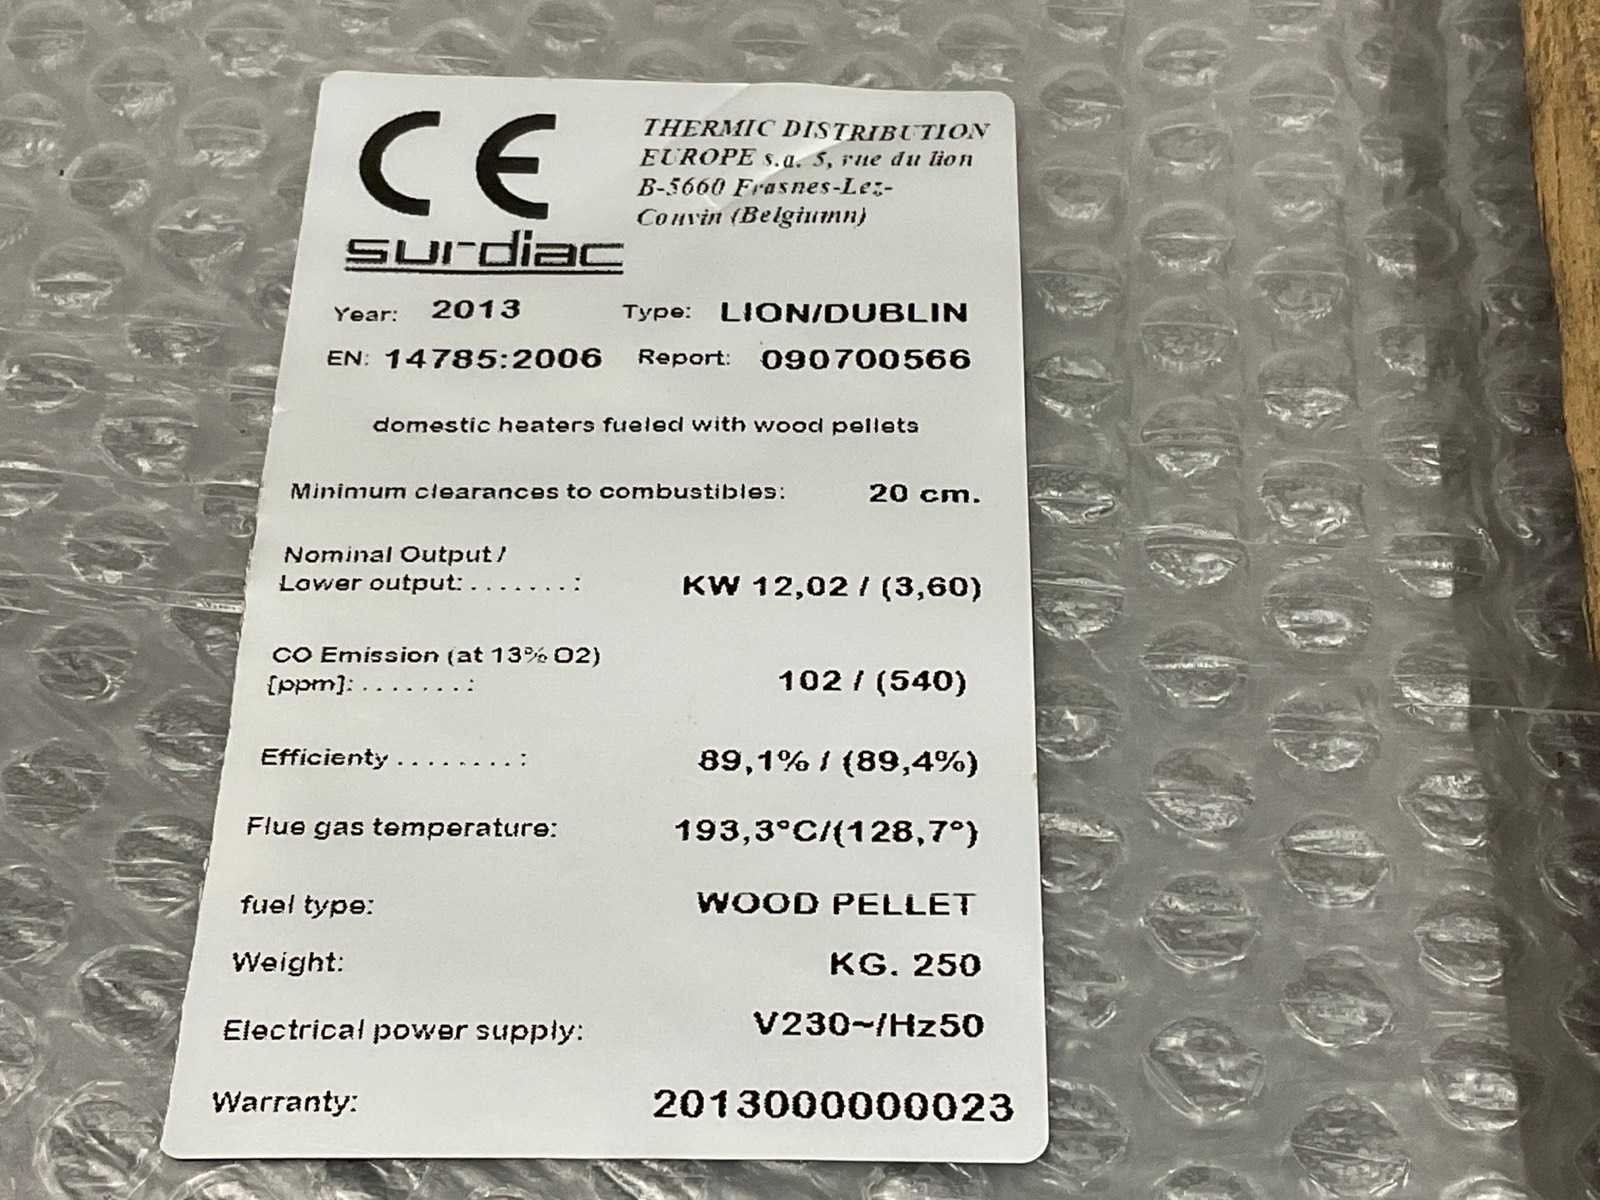 CE
THERMIC DISTRIBUTION
EUROPE s.a. 5, rue du lion
B-5660 Frasnes-Lez-
Couvin (Belgiumn)
surdiac
Year: 2013 Type: LION/DUBLIN
EN: 14785:2006 Report: 090700566
domestic heaters fueled with wood pellets
Minimum clearances to combustibles: 20 cm.
Nominal Output /
Lower output: . . . . . . . : KW 12,02 / (3,60)
CO Emission (at 13% O2)
[ppm]: . . . . . . . : 102 / (540)
Efficienty . . . . . . . . : 89,1% / (89,4%)
Flue gas temperature: 193,3°C/(128,7°)
fuel type: WOOD PELLET
Weight: KG. 250
Electrical power supply: V230~/Hz50
Warranty: 2013000000023